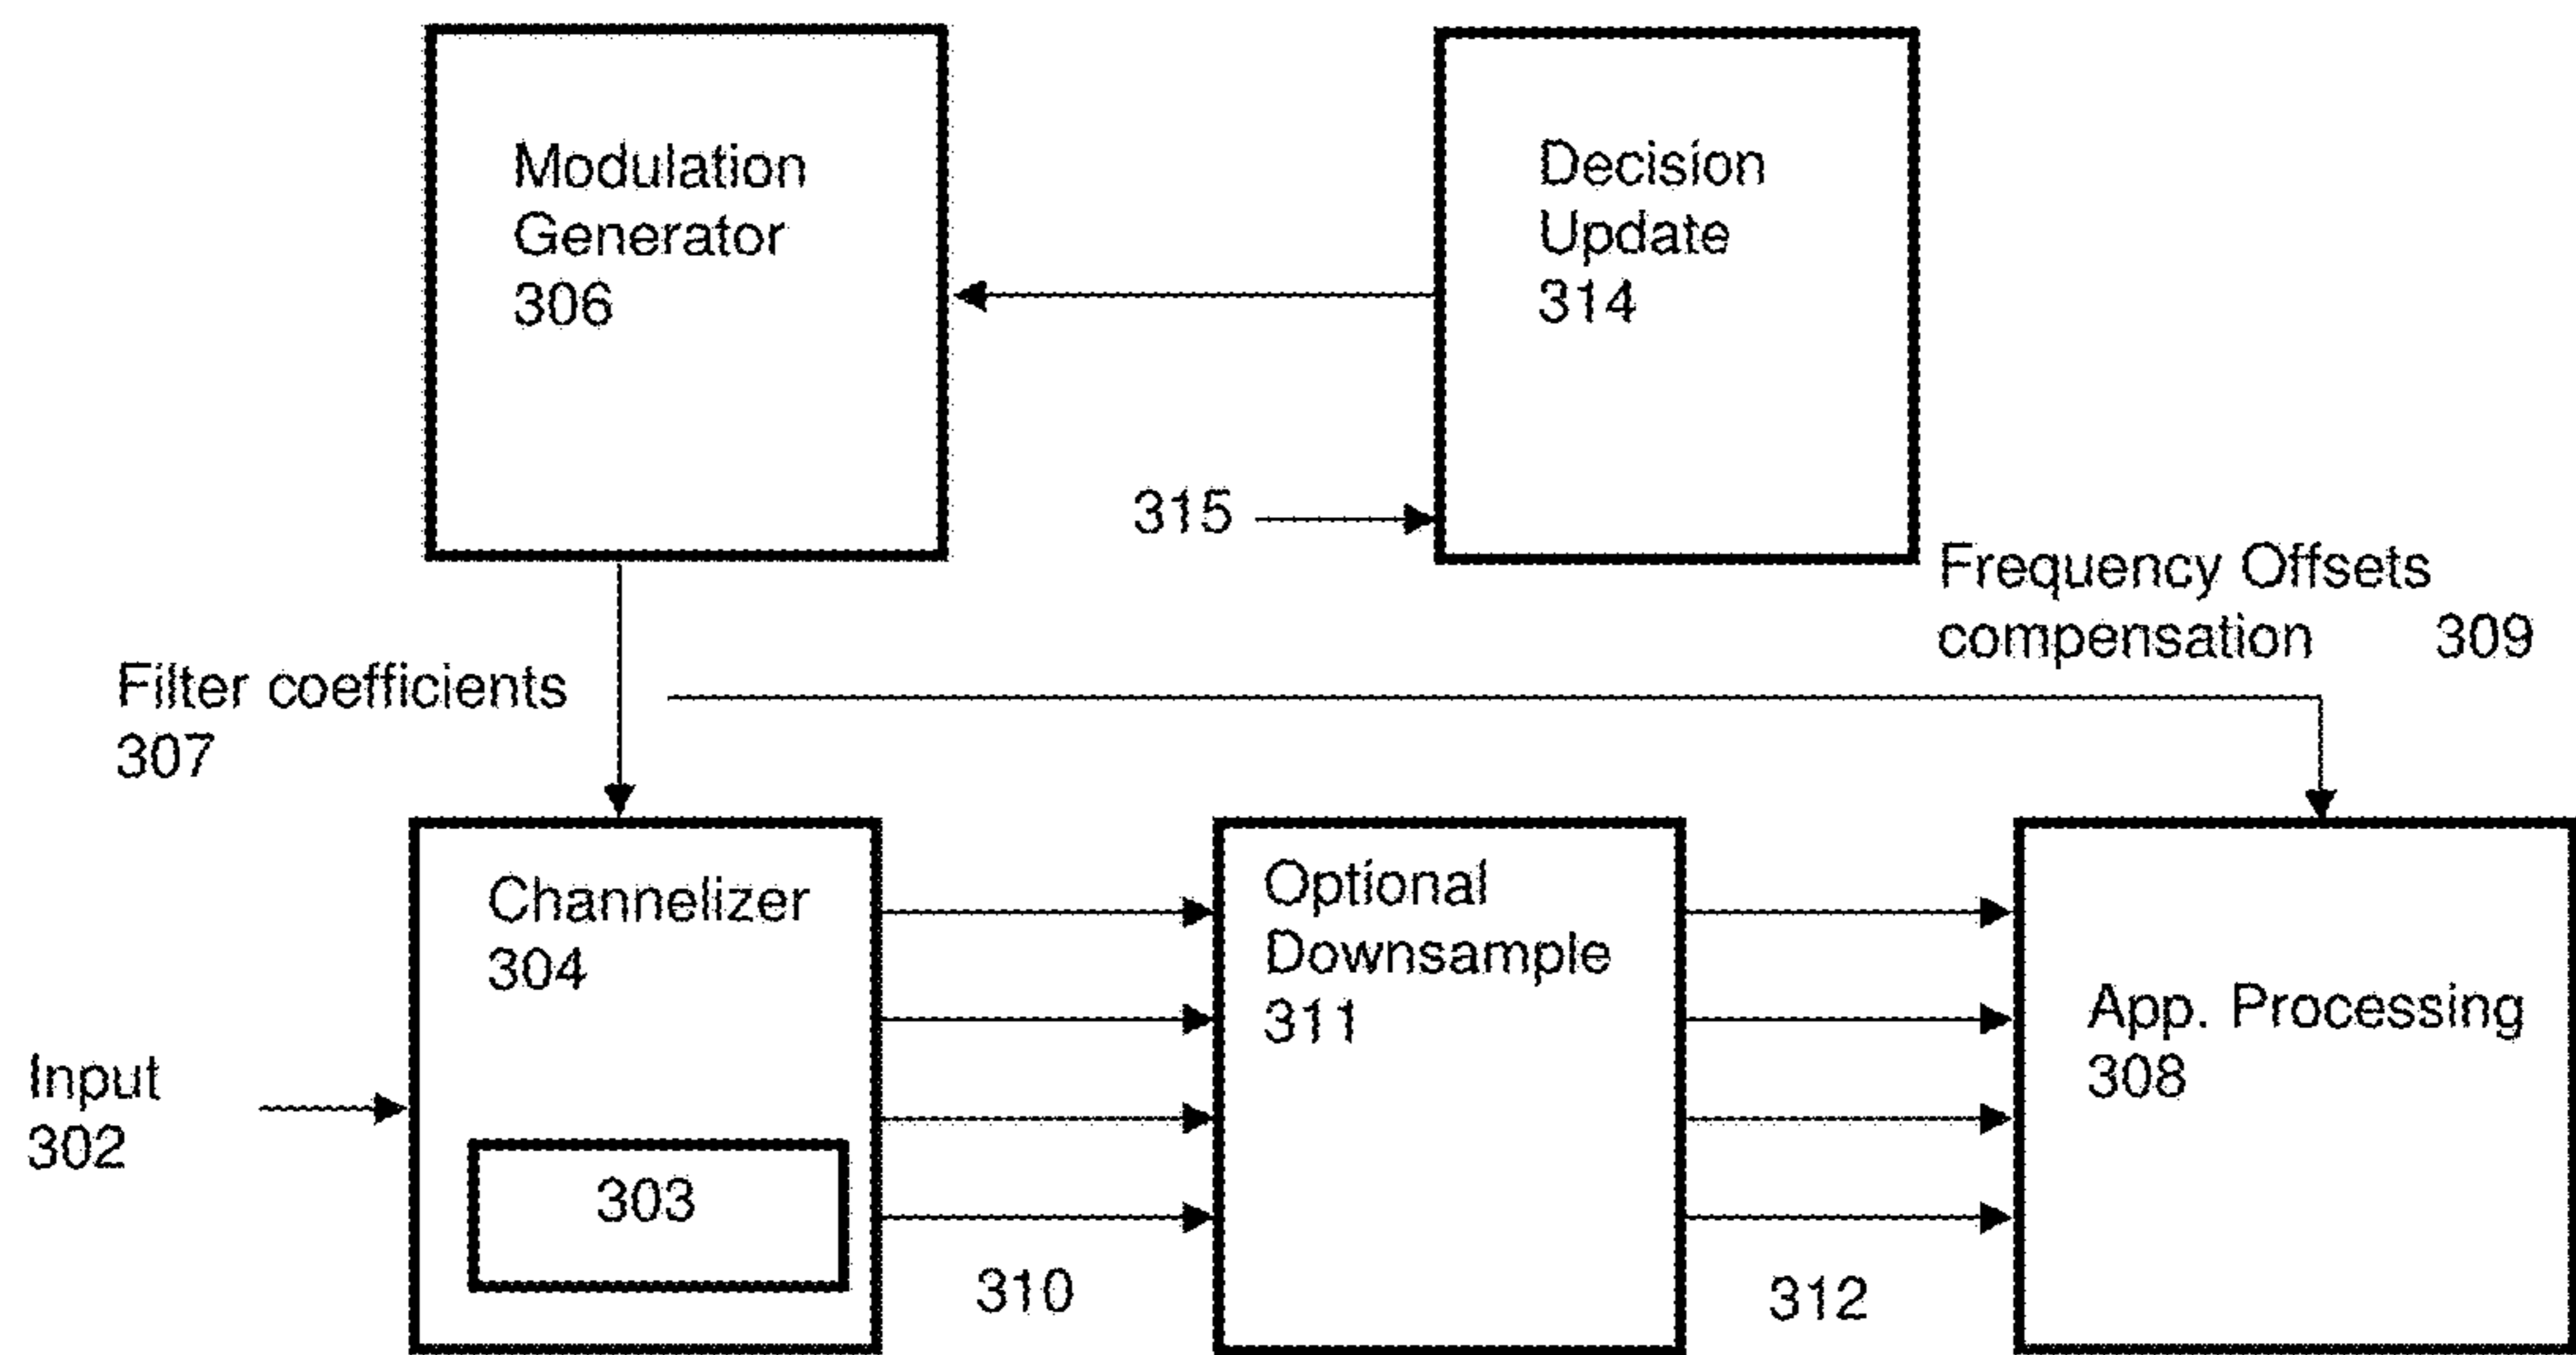 Modulation
Generator
306
Decision
Update
314
315
Frequency Offsets
compensation 309
Filter coefficients
307
Channelizer
304
Optional
Downsample
311
App. Processing
308
Input
302
303
310
312